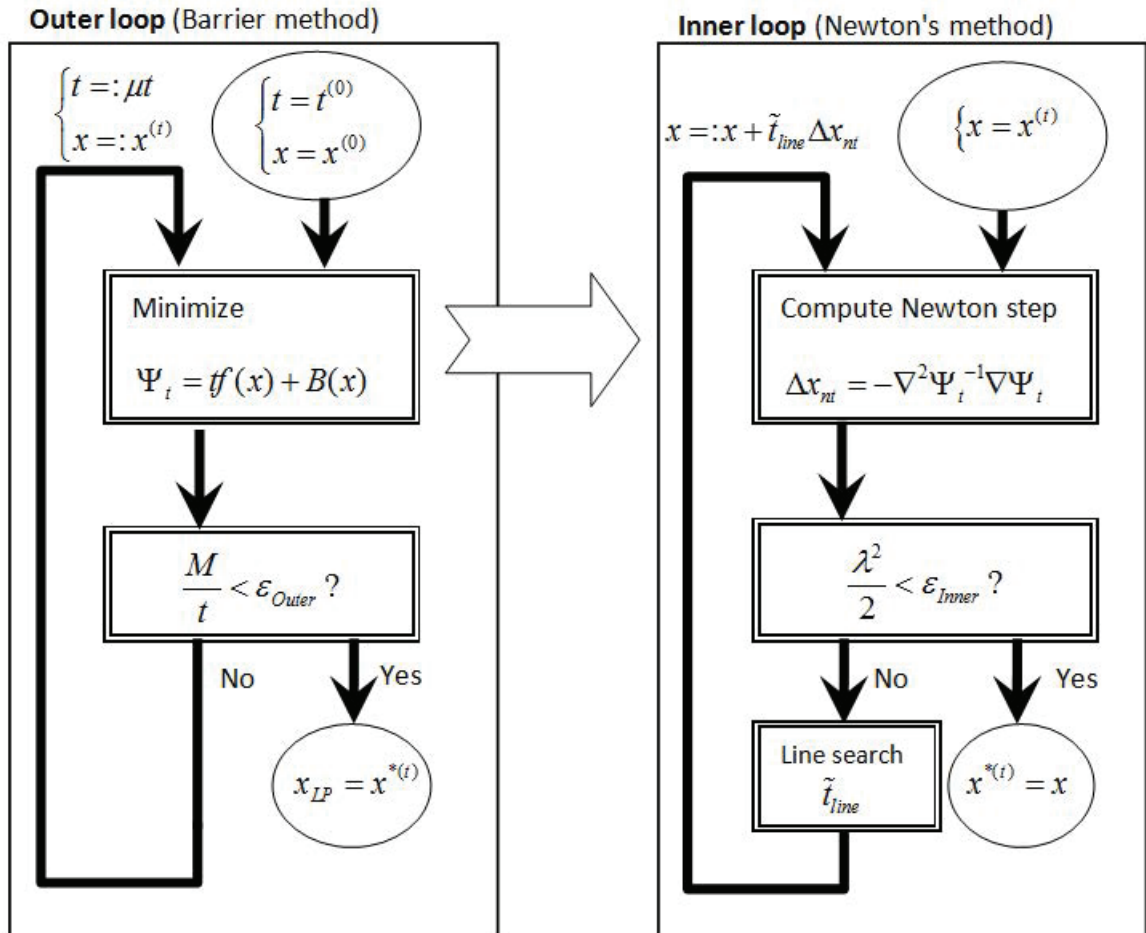 Outer loop (Barrier method)
{ t =: μt
x =: x^(t)
{ t = t^(0)
x = x^(0)
Minimize
Ψ_t = tf(x) + B(x)
M/t < ε_Outer ?
No
Yes
x_LP = x^*(t)
Inner loop (Newton's method)
x =: x + t̃_line Δx_nt
{ x = x^(t)
Compute Newton step
Δx_nt = −∇²Ψ_t^−1 ∇Ψ_t
λ²/2 < ε_Inner ?
No
Yes
Line search
t̃_line
x^*(t) = x